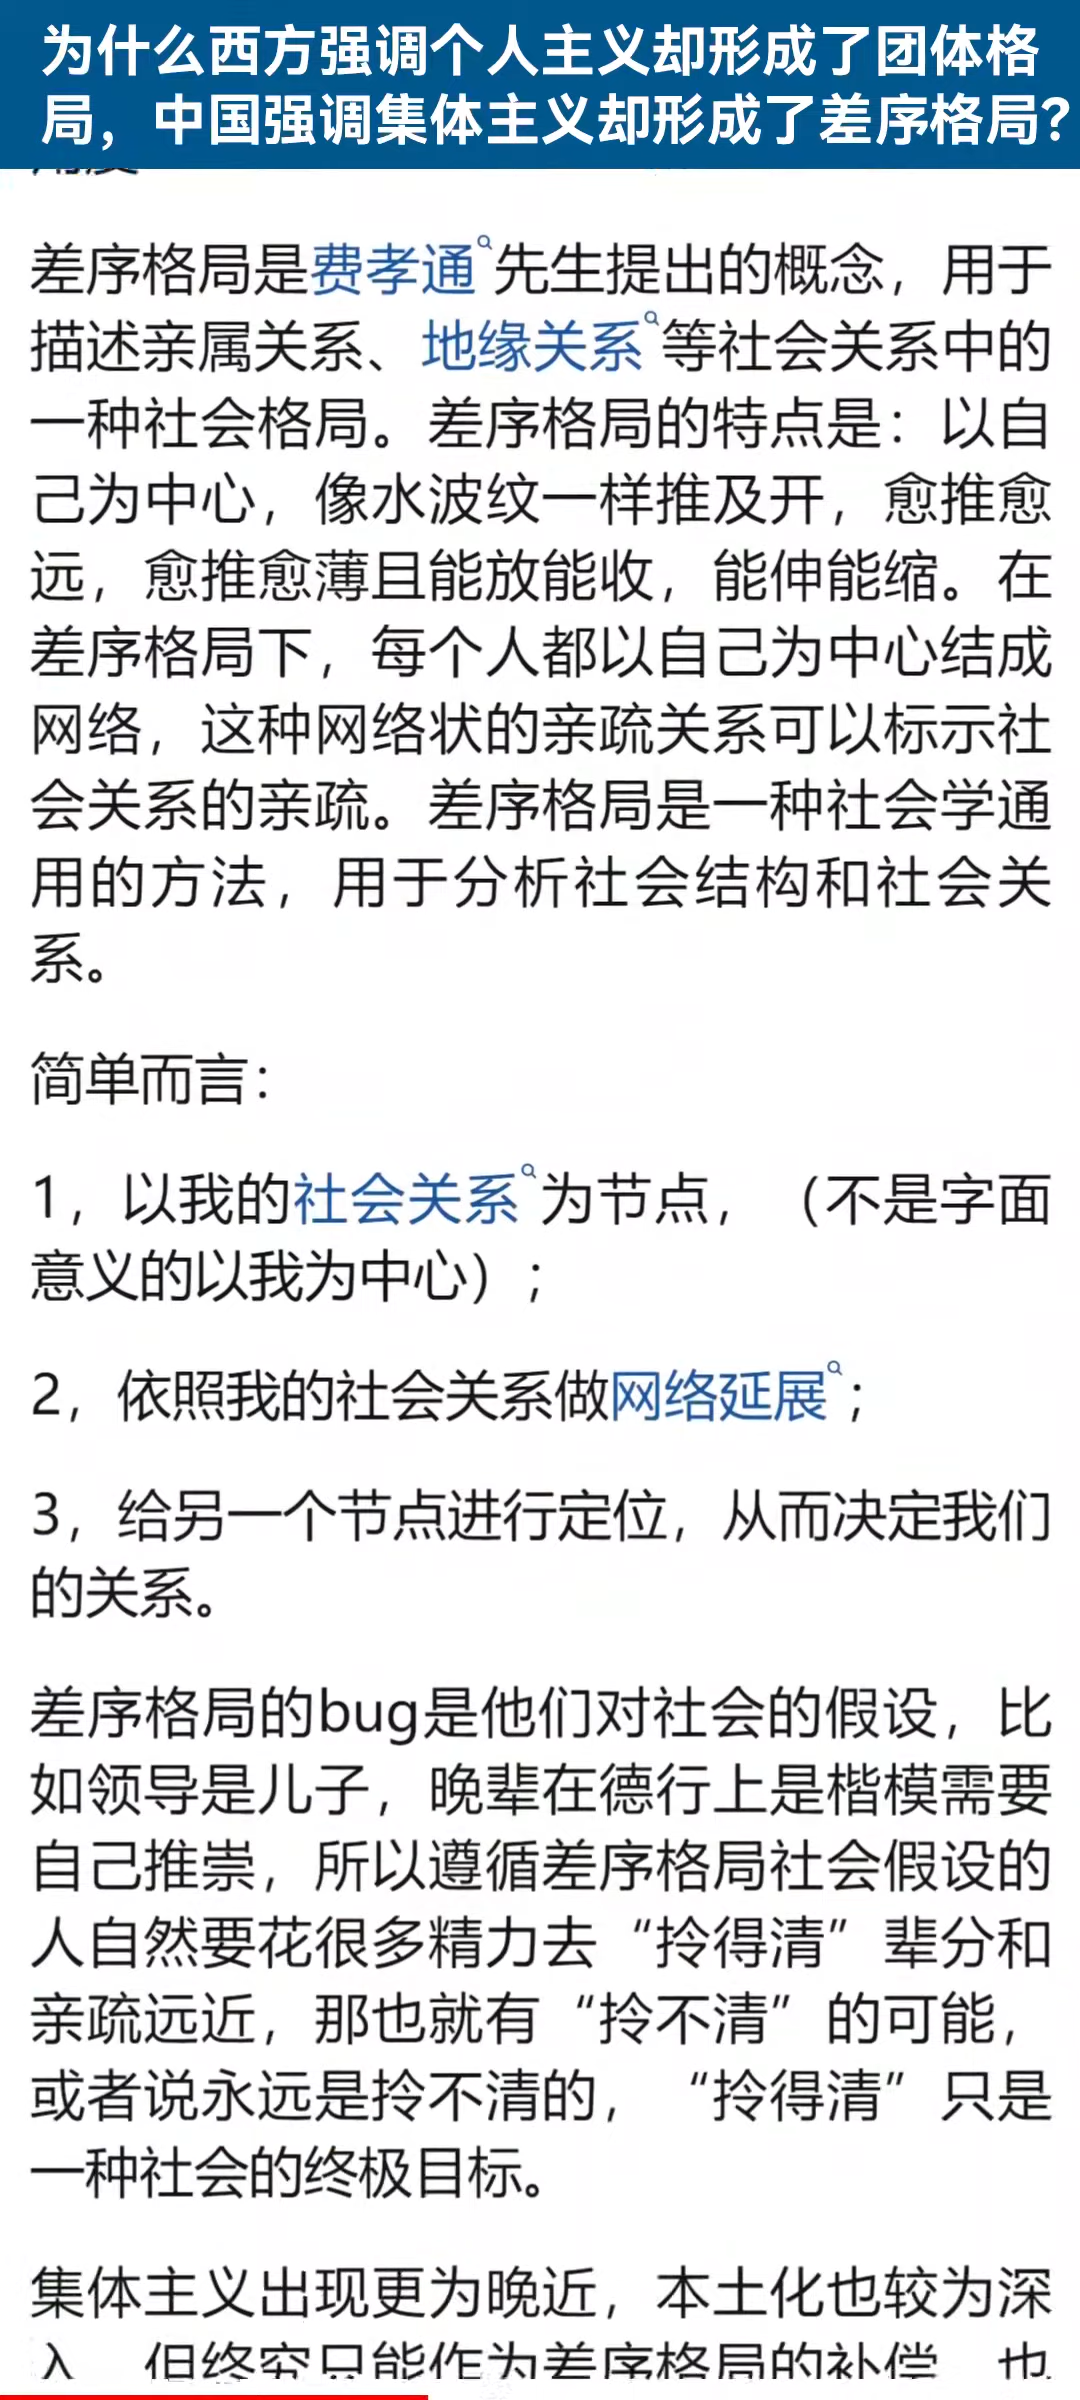 为什么西方强调个人主义却形成了团体格
局，中国强调集体主义却形成了差序格局？
差序格局是费孝通先生提出的概念，用于
描述亲属关系、地缘关系等社会关系中的
一种社会格局。差序格局的特点是：以自
己为中心，像水波纹一样推及开，愈推愈
远，愈推愈薄且能放能收，能伸能缩。在
差序格局下，每个人都以自己为中心结成
网络，这种网络状的亲疏关系可以标示社
会关系的亲疏。差序格局是一种社会学通
用的方法，用于分析社会结构和社会关
系。
简单而言：
1，以我的社会关系为节点，（不是字面
意义的以我为中心）；
2，依照我的社会关系做网络延展；
3，给另一个节点进行定位，从而决定我们
的关系。
差序格局的bug是他们对社会的假设，比
如领导是儿子，晚辈在德行上是楷模需要
自己推崇，所以遵循差序格局社会假设的
人自然要花很多精力去“拎得清”辈分和
亲疏远近，那也就有“拎不清”的可能，
或者说永远是拎不清的，“拎得清”只是
一种社会的终极目标。
集体主义出现更为晚近，本土化也较为深
入，但终究只能作为差序格局的补偿，也